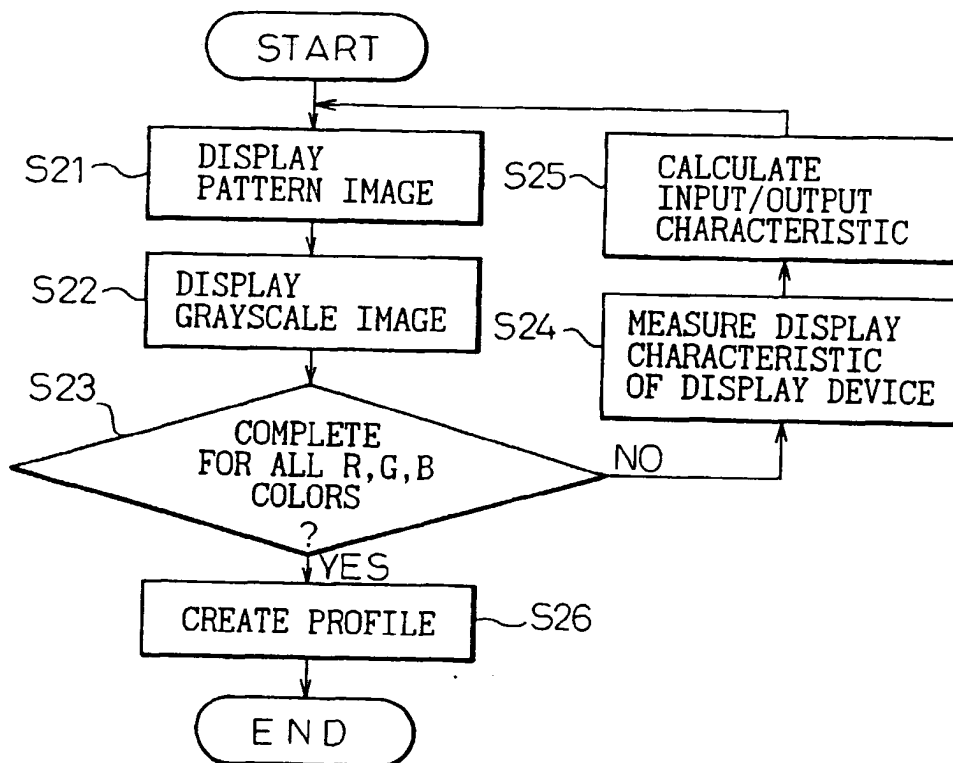 START
S21
DISPLAY
PATTERN IMAGE
S22
DISPLAY
GRAYSCALE IMAGE
S23
COMPLETE
FOR ALL R,G,B
COLORS
?
NO
YES
S24
MEASURE DISPLAY
CHARACTERISTIC
OF DISPLAY DEVICE
S25
CALCULATE
INPUT/OUTPUT
CHARACTERISTIC
CREATE PROFILE
S26
END